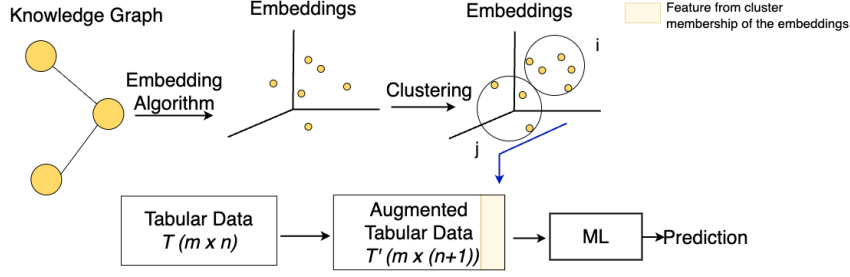 Knowledge Graph
Embedding
Algorithm
Embeddings
Clustering
Embeddings
i
j
Feature from cluster
membership of the embeddings
Tabular Data
T (m x n)
Augmented
Tabular Data
T' (m x (n+1))
ML
Prediction